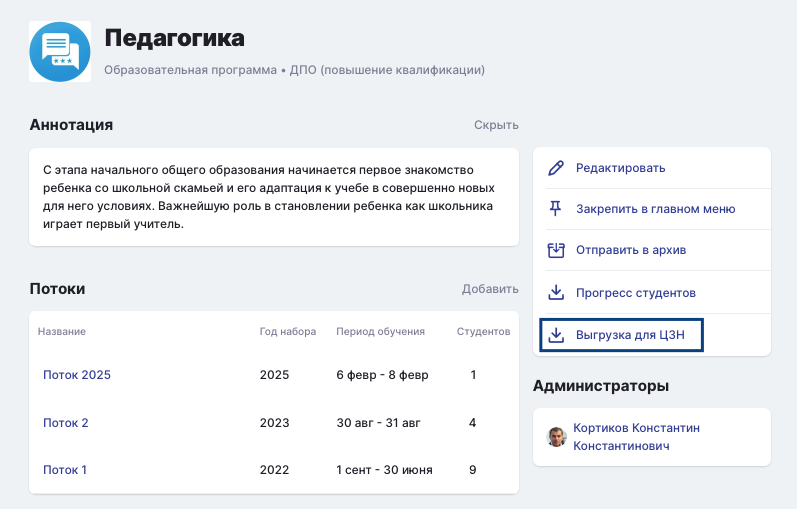 Педагогика
Образовательная программа • ДПО (повышение квалификации)
Аннотация
Скрыть
С этапа начального общего образования начинается первое знакомство
ребенка со школьной скамьей и его адаптация к учебе в совершенно новых
для него условиях. Важнейшую роль в становлении ребенка как школьника
играет первый учитель.
Потоки
Добавить
Название Год набора Период обучения Студентов
Поток 2025 2025 6 февр - 8 февр 1
Поток 2 2023 30 авг - 31 авг 4
Поток 1 2022 1 сент - 30 июня 9
Редактировать
Закрепить в главном меню
Отправить в архив
Прогресс студентов
Выгрузка для ЦЗН
Администраторы
Кортиков Константин
Константинович